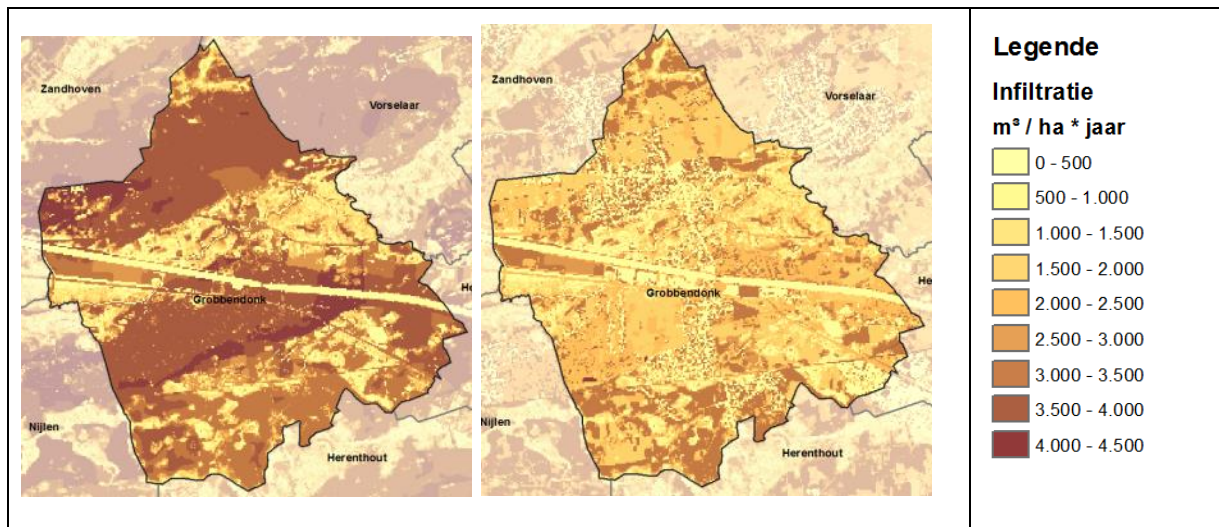 Zandhoven
Vorselaar
Grobbendonk
He
Nijlen
Herenthout
Zandhoven
Vorselaar
Grobbendonk
He
Nijlen
Herenthout
Legende
Infiltratie
m³ / ha * jaar
0 - 500
500 - 1.000
1.000 - 1.500
1.500 - 2.000
2.000 - 2.500
2.500 - 3.000
3.000 - 3.500
3.500 - 4.000
4.000 - 4.500